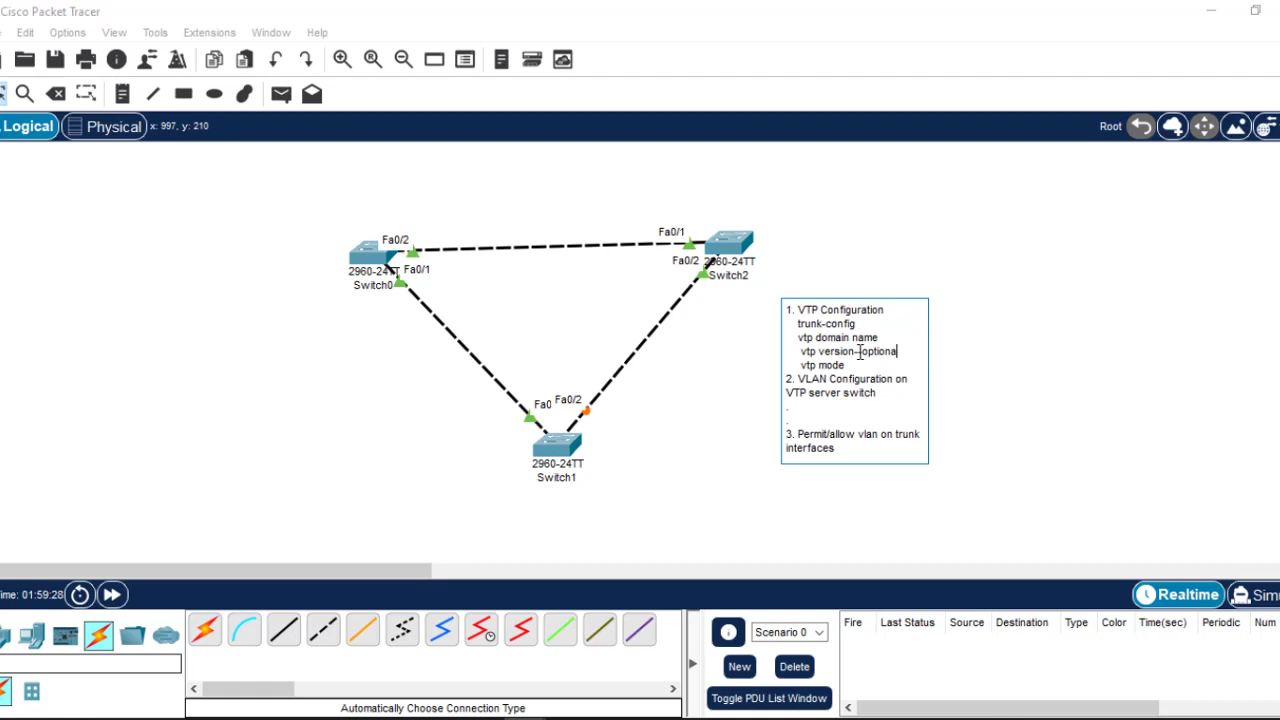 Cisco Packet Tracer
Edit Options View Tools Extensions Window Help
Logical Physical x: 997, y: 210 Root
Fa0/2
Fa0/1
2960-24TT
Switch0
Fa0/1
Fa0/2
2960-24TT
Switch2
Fa0
Fa0/2
2960-24TT
Switch1
1. VTP Configuration
trunk-config
vtp domain name
vtp version--optiona
vtp mode
2. VLAN Configuration on
VTP server switch
.
.
3. Permit/allow vlan on trunk
interfaces
ime: 01:59:28 Realtime Sim
Scenario 0
New Delete
Toggle PDU List Window
Fire Last Status Source Destination Type Color Time(sec) Periodic Num
Automatically Choose Connection Type